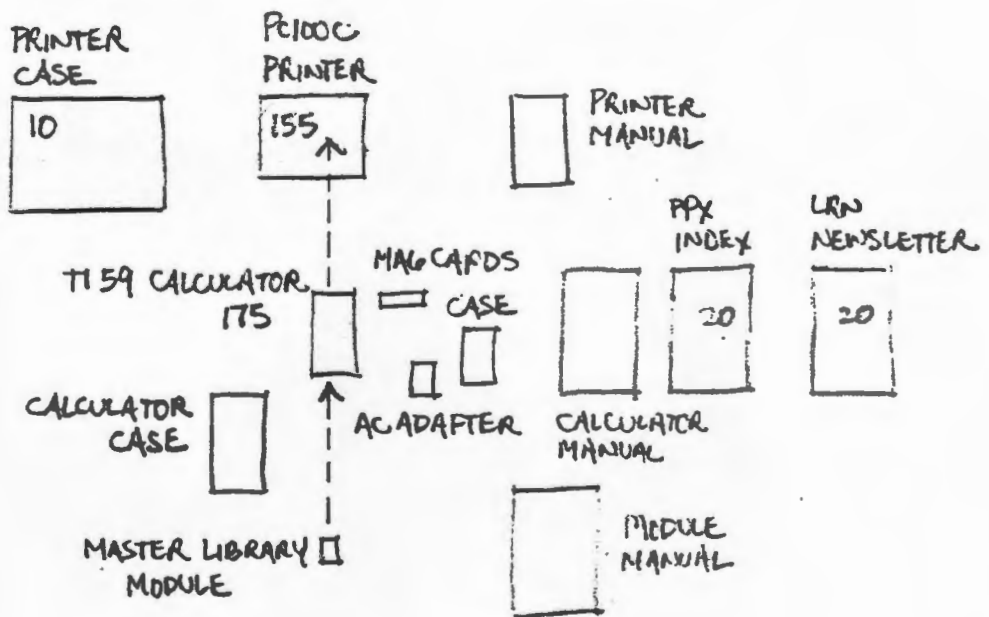 PRINTER
CASE
10
PC100C
PRINTER
155
PRINTER
MANUAL
PPX
INDEX
20
LRN
NEWSLETTER
20
TI 59 CALCULATOR
175
MAG CARDS
CASE
CALCULATOR
CASE
AC ADAPTER
CALCULATOR
MANUAL
MASTER LIBRARY
MODULE
MODULE
MANUAL